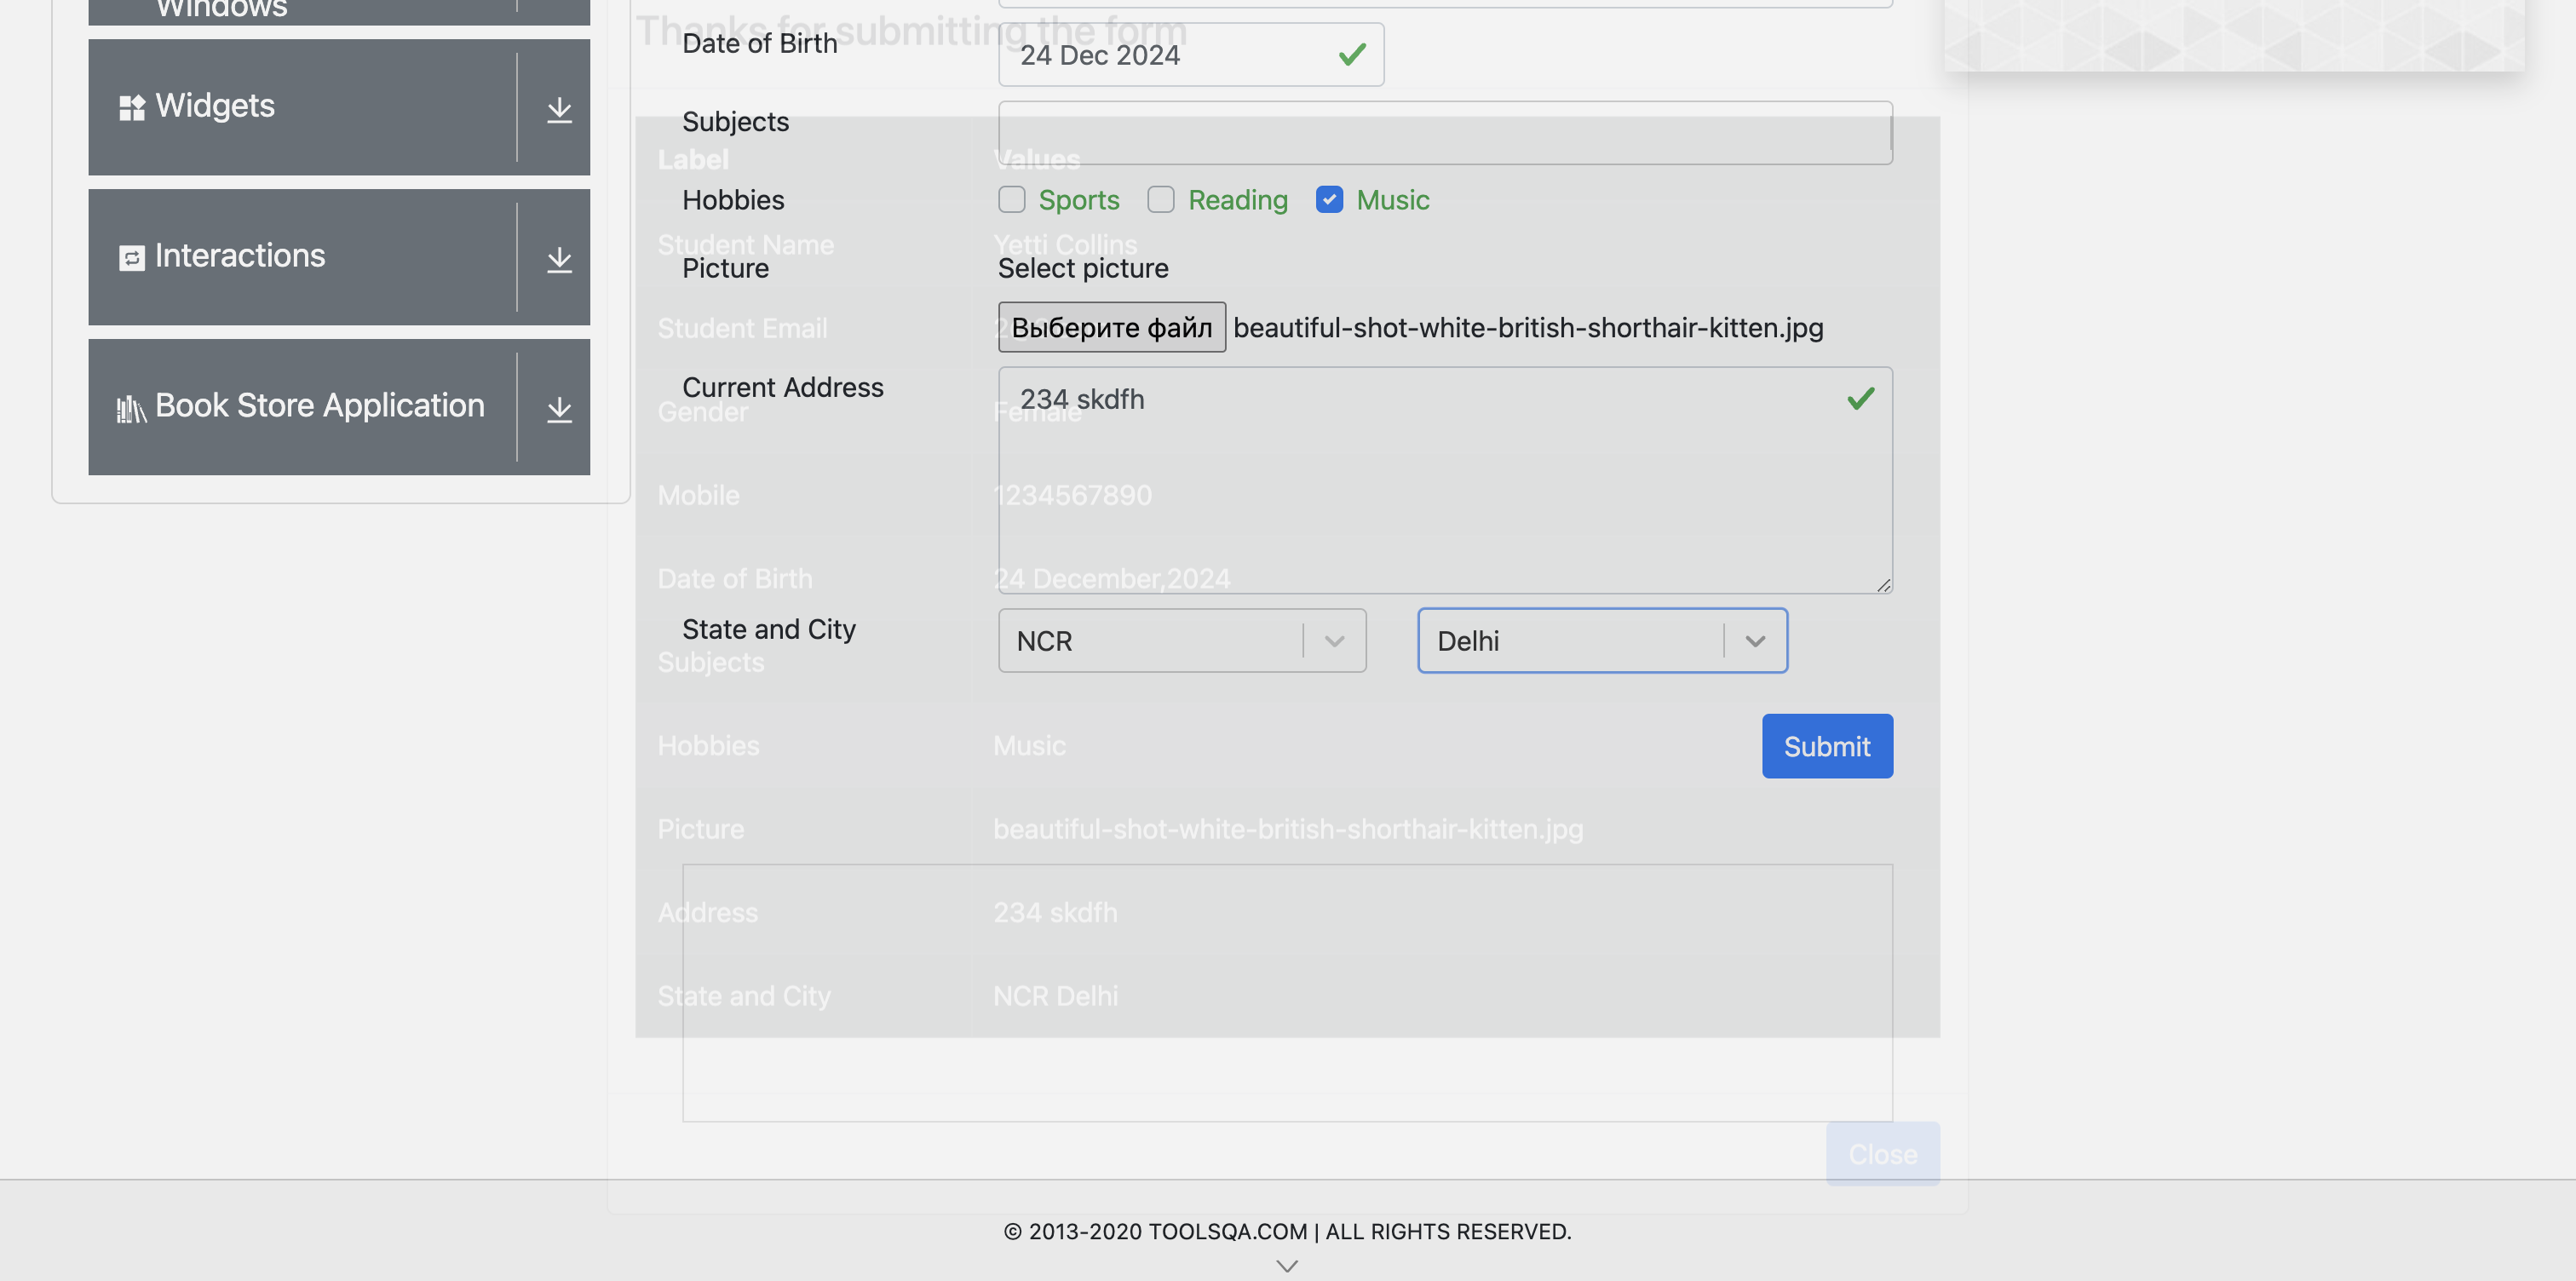 Windows
Widgets
Interactions
Book Store Application
Thanks for submitting the form
Date of Birth
24 Dec 2024
Subjects
Label
Values
Hobbies
Sports
Reading
Music
Student Name
Yetti Collins
Picture
Select picture
Student Email
Выберите файл
beautiful-shot-white-british-shorthair-kitten.jpg
Current Address
234 skdfh
Gender
Female
Mobile
1234567890
Date of Birth
24 December,2024
State and City
NCR
Delhi
Subjects
Hobbies
Music
Submit
Picture
beautiful-shot-white-british-shorthair-kitten.jpg
Address
234 skdfh
State and City
NCR Delhi
Close
© 2013-2020 TOOLSQA.COM | ALL RIGHTS RESERVED.